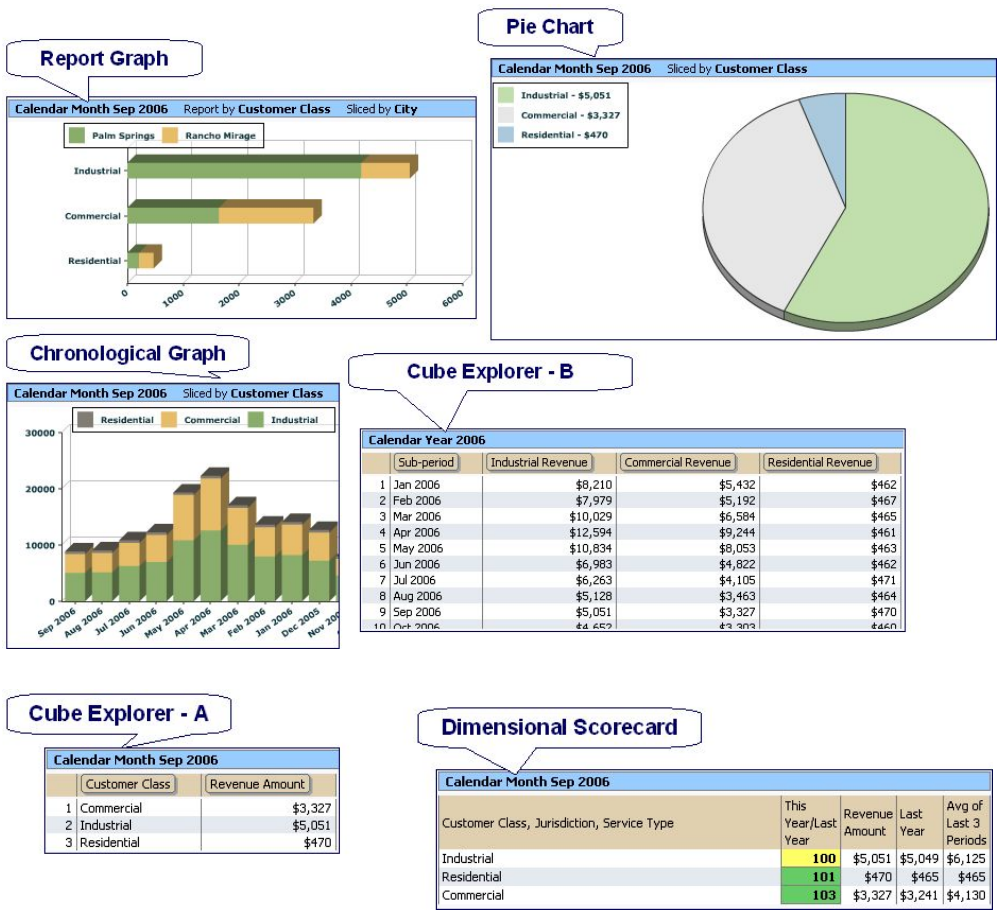 Report Graph
Calendar Month Sep 2006 Report by Customer Class Sliced by City
Palm Springs Rancho Mirage
Industrial
Commercial
Residential
0 1000 2000 3000 4000 5000 6000
Pie Chart
Calendar Month Sep 2006 Sliced by Customer Class
Industrial - $5,051
Commercial - $3,327
Residential - $470
Chronological Graph
Calendar Month Sep 2006 Sliced by Customer Class
Residential Commercial Industrial
30000
20000
10000
0
Sep 2006 Aug 2006 Jul 2006 Jun 2006 May 2006 Apr 2006 Mar 2006 Feb 2006 Jan 2006 Dec 2005 Nov 200
Cube Explorer - B
Calendar Year 2006
Sub-period Industrial Revenue Commercial Revenue Residential Revenue
1 Jan 2006 $8,210 $5,432 $462
2 Feb 2006 $7,979 $5,192 $467
3 Mar 2006 $10,029 $6,584 $465
4 Apr 2006 $12,594 $9,244 $461
5 May 2006 $10,834 $8,053 $463
6 Jun 2006 $6,983 $4,822 $462
7 Jul 2006 $6,263 $4,105 $471
8 Aug 2006 $5,128 $3,463 $464
9 Sep 2006 $5,051 $3,327 $470
10 Oct 2006 $4,652 $3,303 $460
Cube Explorer - A
Calendar Month Sep 2006
Customer Class Revenue Amount
1 Commercial $3,327
2 Industrial $5,051
3 Residential $470
Dimensional Scorecard
Calendar Month Sep 2006
Customer Class, Jurisdiction, Service Type
This Year/Last Year
Revenue Amount
Last Year
Avg of Last 3 Periods
Industrial 100 $5,051 $5,049 $6,125
Residential 101 $470 $465 $465
Commercial 103 $3,327 $3,241 $4,130